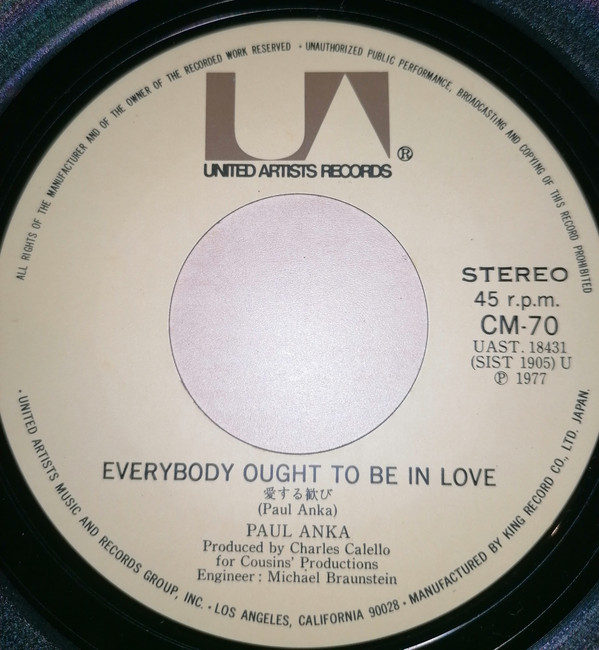 ALL RIGHTS OF THE MANUFACTURER AND OF THE OWNER OF THE RECORDED WORK RESERVED · UNAUTHORIZED PUBLIC PERFORMANCE, BROADCASTING AND COPYING OF THIS RECORD PROHIBITED
UA
UNITED ARTISTS RECORDS ®
STEREO
45 r.p.m.
CM-70
UAST. 18431
(SIST 1905) U
℗ 1977
EVERYBODY OUGHT TO BE IN LOVE
愛する歓び
(Paul Anka)
PAUL ANKA
Produced by Charles Calello
for Cousins' Productions
Engineer : Michael Braunstein
· UNITED ARTISTS MUSIC AND RECORDS GROUP, INC. · LOS ANGELES, CALIFORNIA 90028 · MANUFACTURED BY KING RECORD CO., LTD. JAPAN.